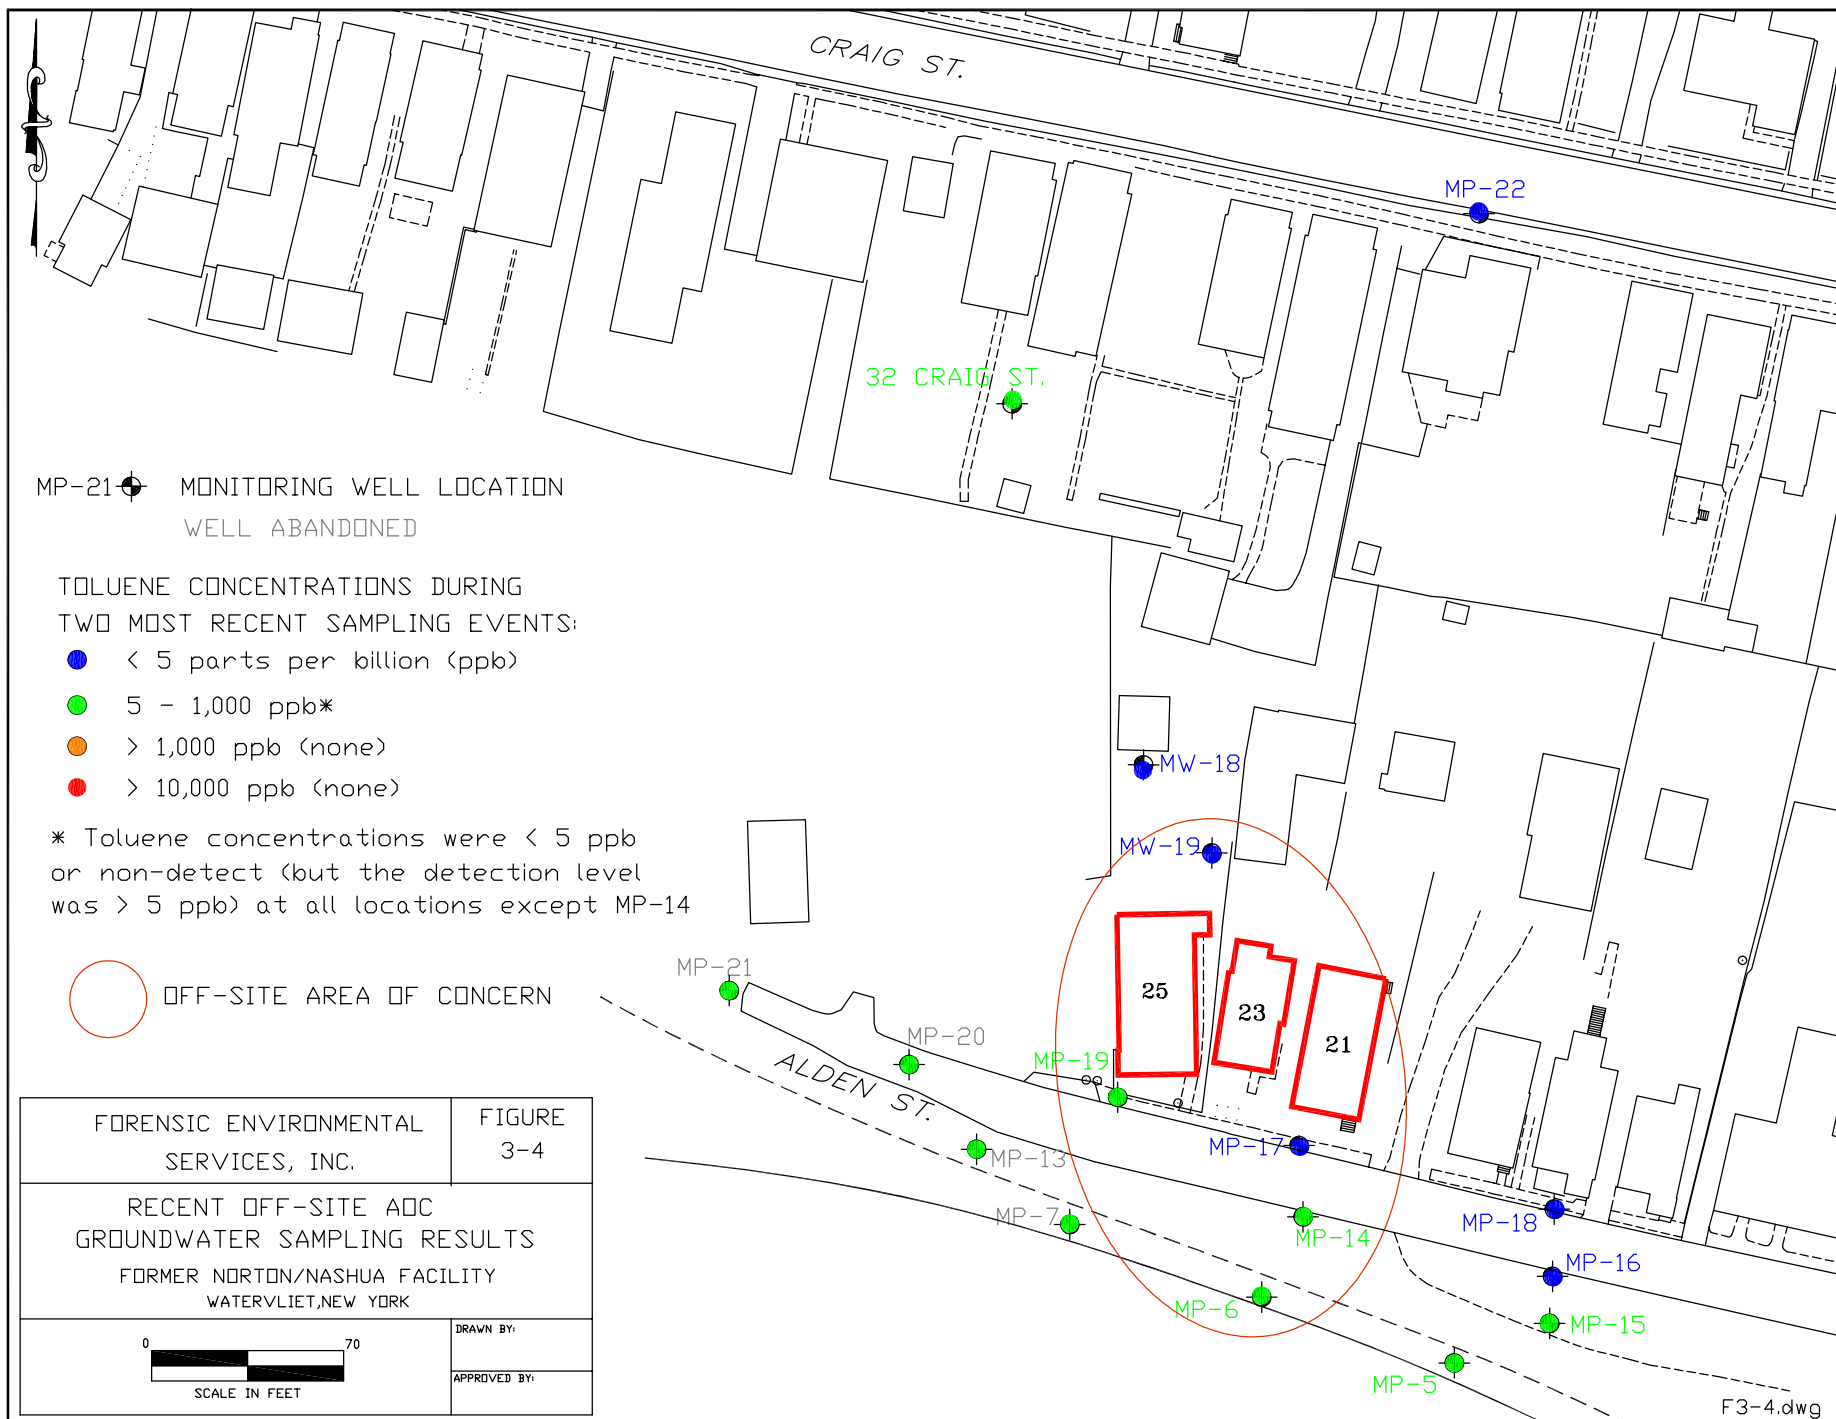 CRAIG ST.
MP-22
32 CRAIG ST.
MP-21 MONITORING WELL LOCATION
WELL ABANDONED
TOLUENE CONCENTRATIONS DURING
TWO MOST RECENT SAMPLING EVENTS:
< 5 parts per billion (ppb)
5 - 1,000 ppb*
> 1,000 ppb (none)
> 10,000 ppb (none)
* Toluene concentrations were < 5 ppb
or non-detect (but the detection level
was > 5 ppb) at all locations except MP-14
OFF-SITE AREA OF CONCERN
MW-18
MW-19
25
23
21
MP-21
MP-20
MP-19
ALDEN ST.
MP-13
MP-17
MP-7
MP-14
MP-18
MP-16
MP-6
MP-15
MP-5
FORENSIC ENVIRONMENTAL
SERVICES, INC.
FIGURE
3-4
RECENT OFF-SITE AOC
GROUNDWATER SAMPLING RESULTS
FORMER NORTON/NASHUA FACILITY
WATERVLIET,NEW YORK
0 70
SCALE IN FEET
DRAWN BY:
APPROVED BY:
F3-4.dwg